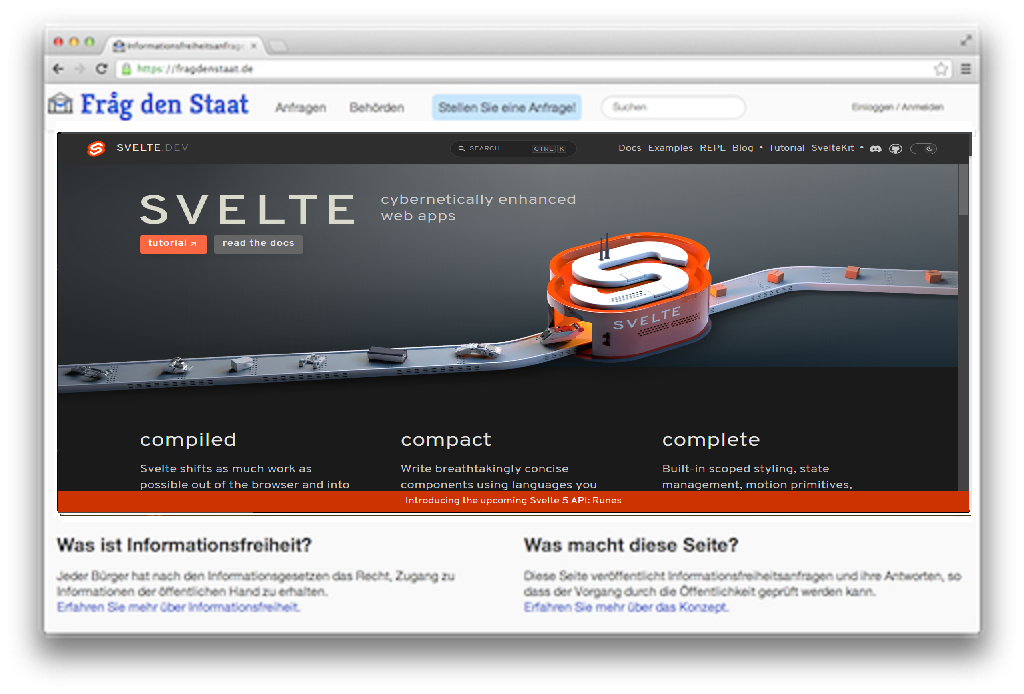 Informationsfreiheitsanfrage
https://fragdenstaat.de
Fråg den Staat Anfragen Behörden Stellen Sie eine Anfrage! Suchen Einloggen / Anmelden
SVELTE.DEV SEARCH CTRL K Docs Examples REPL Blog • Tutorial SvelteKit •
SVELTE
cybernetically enhanced
web apps
tutorial read the docs
SVELTE
compiled compact complete
Svelte shifts as much work as
possible out of the browser and into
Write breathtakingly concise
components using languages you
Built-in scoped styling, state
management, motion primitives,
Introducing the upcoming Svelte 5 API: Runes
Was ist Informationsfreiheit?
Jeder Bürger hat nach den Informationsgesetzen das Recht, Zugang zu
Informationen der öffentlichen Hand zu erhalten.
Erfahren Sie mehr über Informationsfreiheit.
Was macht diese Seite?
Diese Seite veröffentlicht Informationsfreiheitsanfragen und ihre Antworten, so
dass der Vorgang durch die Öffentlichkeit geprüft werden kann.
Erfahren Sie mehr über das Konzept.